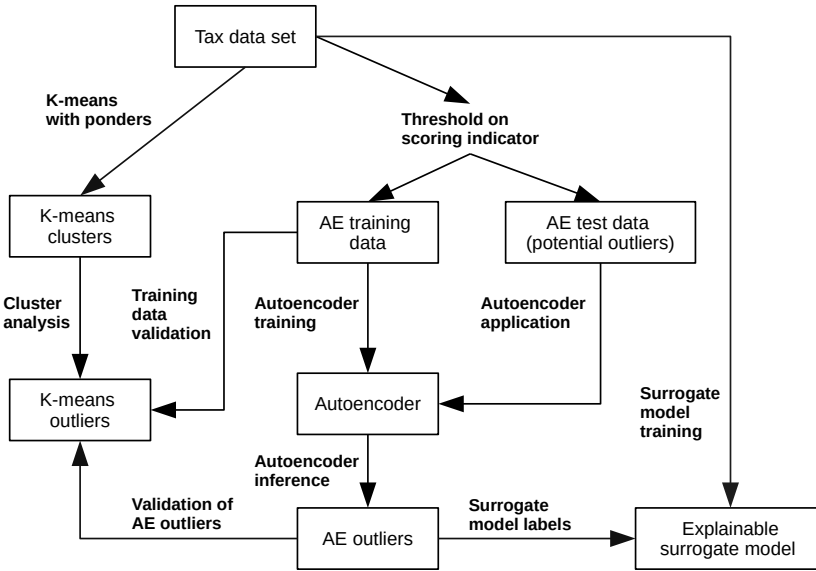 Tax data set
K-means
with ponders
Threshold on
scoring indicator
K-means
clusters
AE training
data
AE test data
(potential outliers)
Cluster
analysis
Training
data
validation
Autoencoder
training
Autoencoder
application
K-means
outliers
Autoencoder
Surrogate
model
training
Autoencoder
inference
Validation of
AE outliers
AE outliers
Surrogate
model labels
Explainable
surrogate model